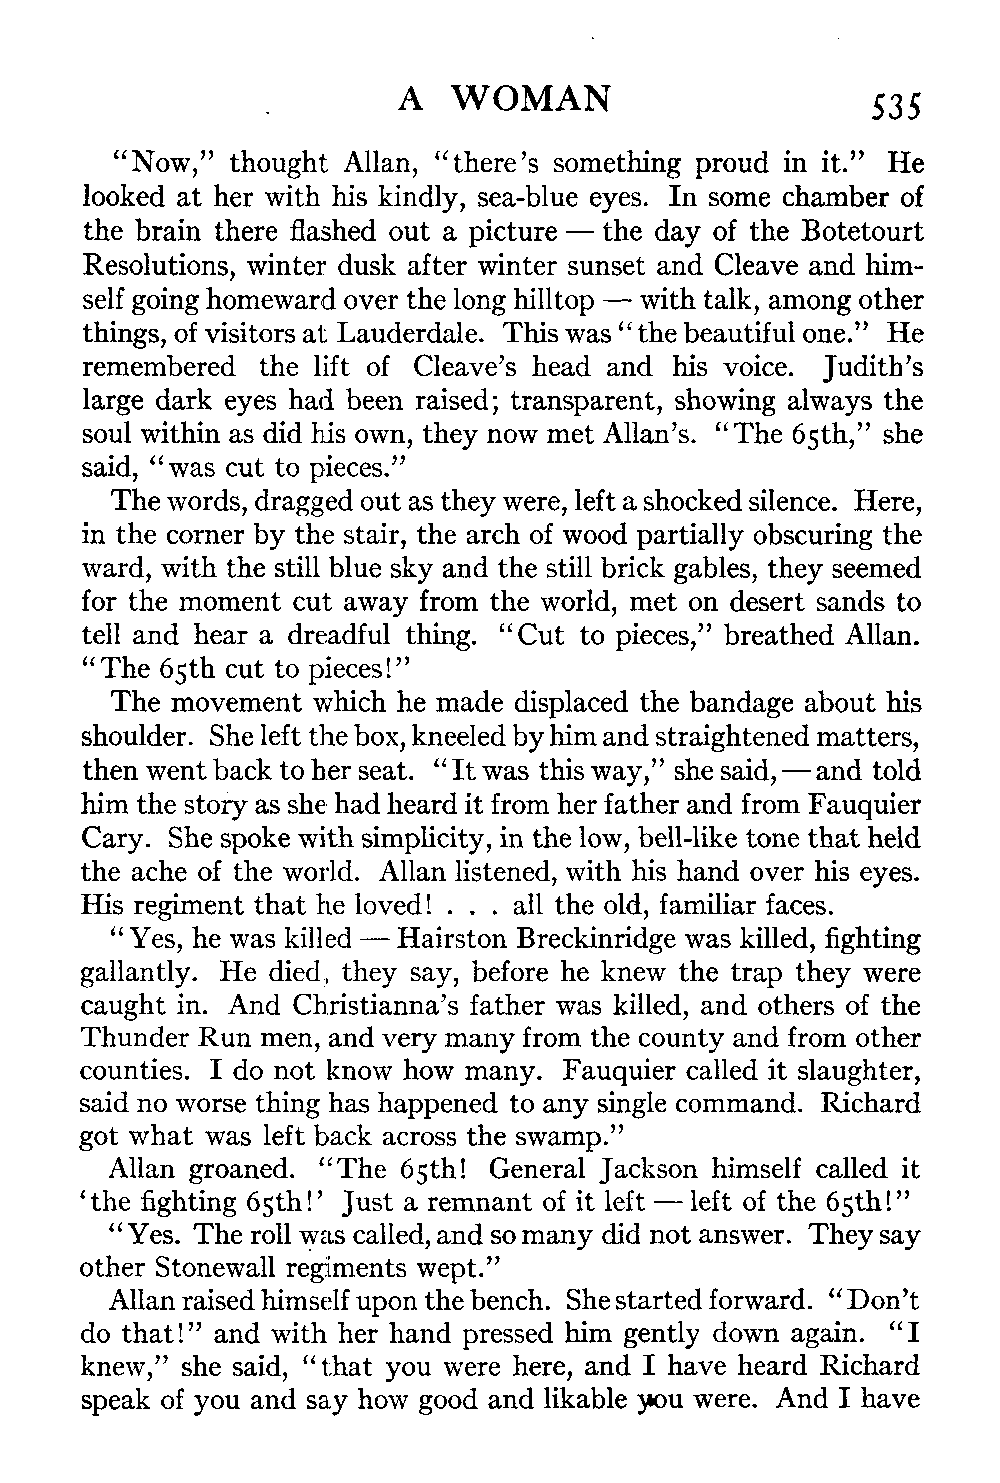 A WOMAN 535
“Now,” thought Allan, “there’s something proud in it.” He
looked at her with his kindly, sea-blue eyes. In some chamber of
the brain there flashed out a picture — the day of the Botetourt
Resolutions, winter dusk after winter sunset and Cleave and him-
self going homeward over the long hilltop — with talk, among other
things, of visitors at Lauderdale. This was “the beautiful one.” He
remembered the lift of Cleave’s head and his voice. Judith’s
large dark eyes had been raised; transparent, showing always the
soul within as did his own, they now met Allan’s. “The 65th,” she
said, “was cut to pieces.”
The words, dragged out as they were, left a shocked silence. Here,
in the corner by the stair, the arch of wood partially obscuring the
ward, with the still blue sky and the still brick gables, they seemed
for the moment cut away from the world, met on desert sands to
tell and hear a dreadful thing. “Cut to pieces,” breathed Allan.
“The 65th cut to pieces!”
The movement which he made displaced the bandage about his
shoulder. She left the box, kneeled by him and straightened matters,
then went back to her seat. “It was this way,” she said, — and told
him the story as she had heard it from her father and from Fauquier
Cary. She spoke with simplicity, in the low, bell-like tone that held
the ache of the world. Allan listened, with his hand over his eyes.
His regiment that he loved! . . . all the old, familiar faces.
“Yes, he was killed — Hairston Breckinridge was killed, fighting
gallantly. He died, they say, before he knew the trap they were
caught in. And Christianna’s father was killed, and others of the
Thunder Run men, and very many from the county and from other
counties. I do not know how many. Fauquier called it slaughter,
said no worse thing has happened to any single command. Richard
got what was left back across the swamp.”
Allan groaned. “The 65th! General Jackson himself called it
‘the fighting 65th!’ Just a remnant of it left — left of the 65th!”
“Yes. The roll was called, and so many did not answer. They say
other Stonewall regiments wept.”
Allan raised himself upon the bench. She started forward. “Don’t
do that!” and with her hand pressed him gently down again. “I
knew,” she said, “that you were here, and I have heard Richard
speak of you and say how good and likable you were. And I have